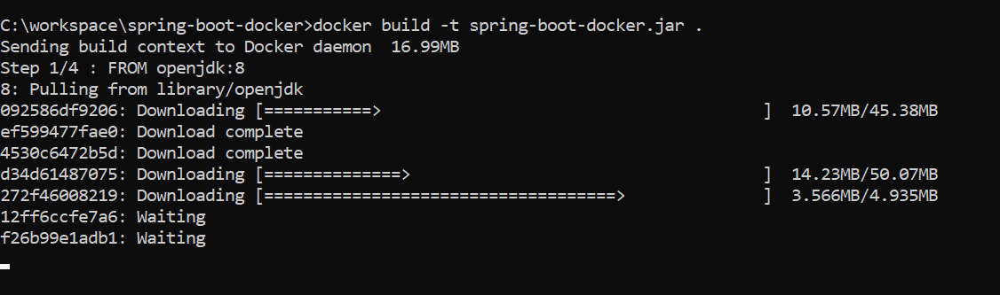 C:\workspace\spring-boot-docker>docker build -t spring-boot-docker.jar .
Sending build context to Docker daemon  16.99MB
Step 1/4 : FROM openjdk:8
8: Pulling from library/openjdk
092586df9206: Downloading [===========>                                       ]  10.57MB/45.38MB
ef599477fae0: Download complete
4530c6472b5d: Download complete
d34d61487075: Downloading [==============>                                    ]  14.23MB/50.07MB
272f46008219: Downloading [====================================>              ]  3.566MB/4.935MB
12ff6ccfe7a6: Waiting
f26b99e1adb1: Waiting